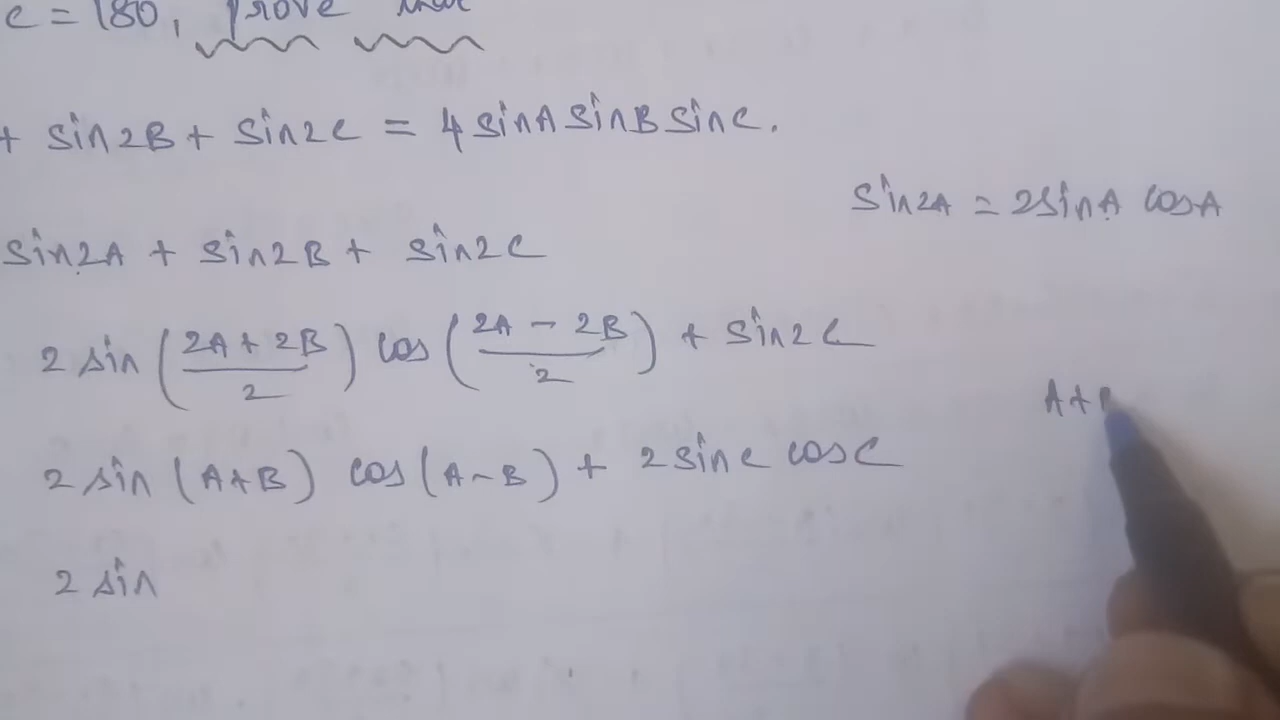 c = 180, prove that
+ sin2B + sin2C = 4 sinA sinB sinC.
sin2A = 2sinA cosA
sin2A + sin2B + sin2C
2 sin (2A + 2B / 2) cos (2A - 2B / 2) + sin2C
A+
2 sin (A+B) cos (A-B) + 2 sinc cosC
2 sin